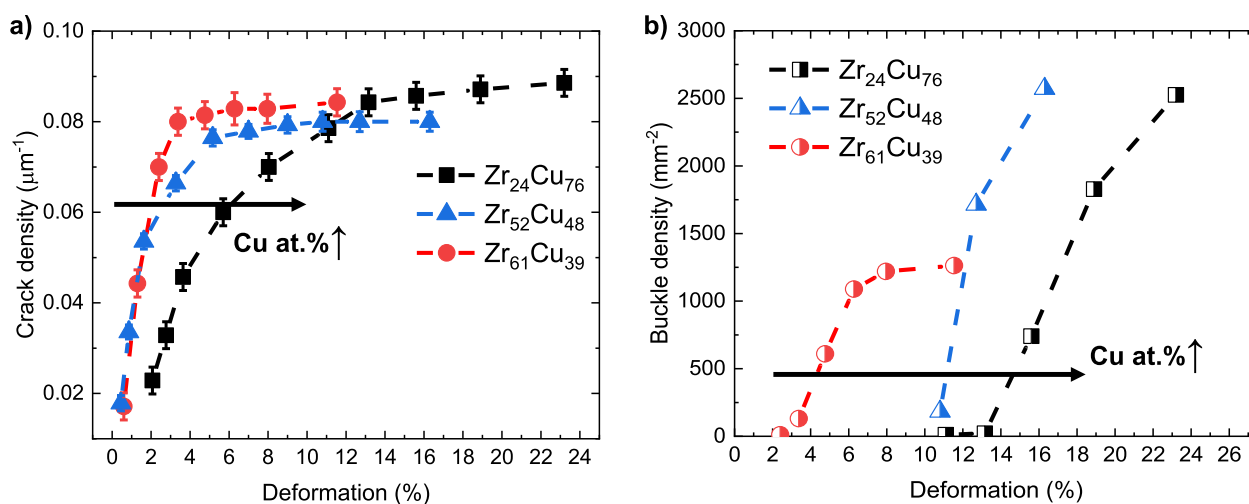 a)
Crack density (μm⁻¹)
0.10
0.08
0.06
0.04
0.02
Zr₂₄Cu₇₆
Zr₅₂Cu₄₈
Zr₆₁Cu₃₉
Cu at.%↑
0 2 4 6 8 10 12 14 16 18 20 22 24
Deformation (%)
b)
Buckle density (mm⁻²)
3000
2500
2000
1500
1000
500
0
Zr₂₄Cu₇₆
Zr₅₂Cu₄₈
Zr₆₁Cu₃₉
Cu at.%↑
0 2 4 6 8 10 12 14 16 18 20 22 24 26
Deformation (%)